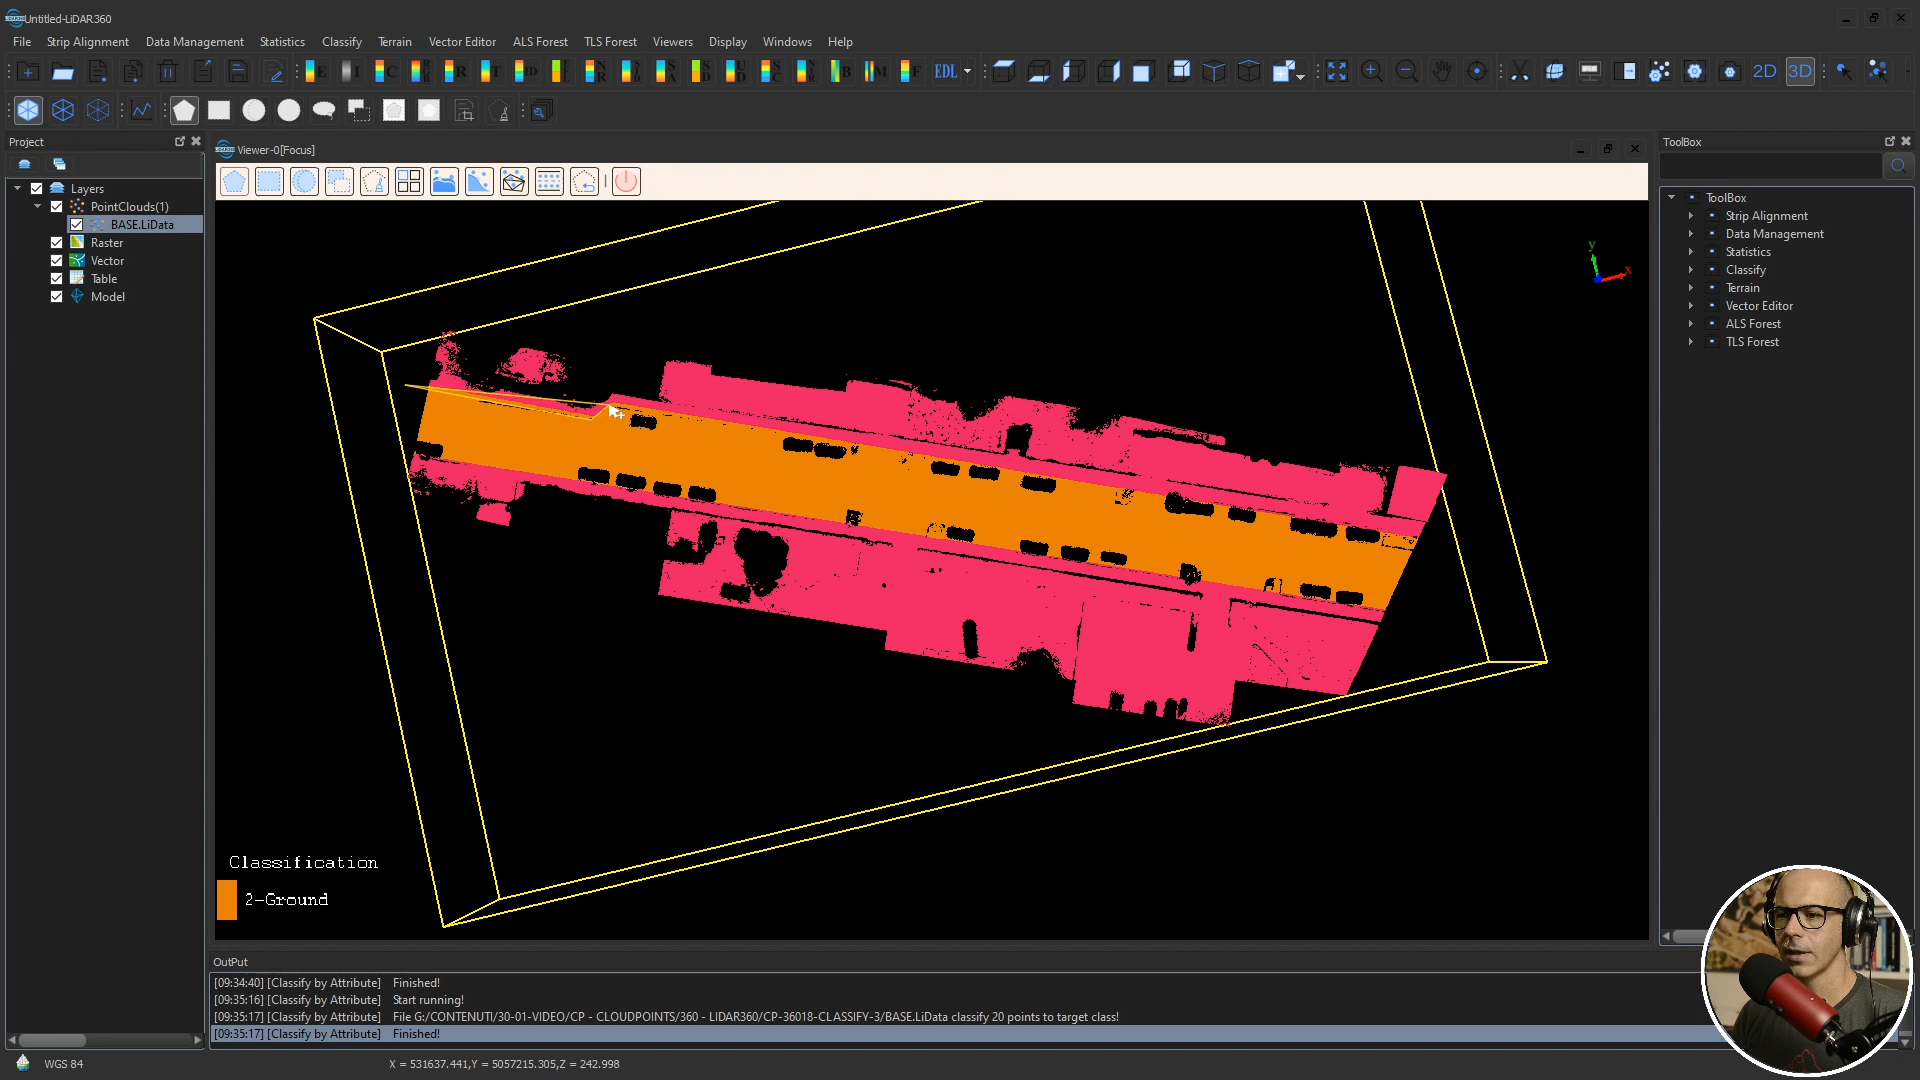 Untitled-LiDAR360
File Strip Alignment Data Management Statistics Classify Terrain Vector Editor ALS Forest TLS Forest Viewers Display Windows Help
EDL 2D 3D
Project
Viewer-0[Focus]
ToolBox
Layers
PointClouds(1)
BASE.LiData
Raster
Vector
Table
Model
ToolBox
Strip Alignment
Data Management
Statistics
Classify
Terrain
Vector Editor
ALS Forest
TLS Forest
y
x
Classification
2-Ground
OutPut
[09:34:40] [Classify by Attribute] Finished!
[09:35:16] [Classify by Attribute] Start running!
[09:35:17] [Classify by Attribute] File G:/CONTENUTI/30-01-VIDEO/CP - CLOUDPOINTS/360 - LIDAR360/CP-36018-CLASSIFY-3/BASE.LiData classify 20 points to target class!
[09:35:17] [Classify by Attribute] Finished!
WGS 84
X = 531637.441,Y = 5057215.305,Z = 242.998